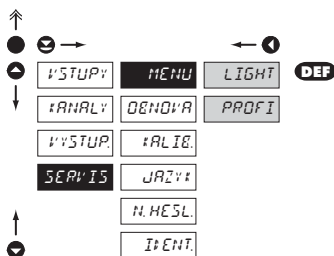 VSTUPY MENU LIGHT DEF
KANALY OBNOVA PROFI
VYSTUP. KALIB.
SERVIS JAZYK
N. HESL.
IDENT.